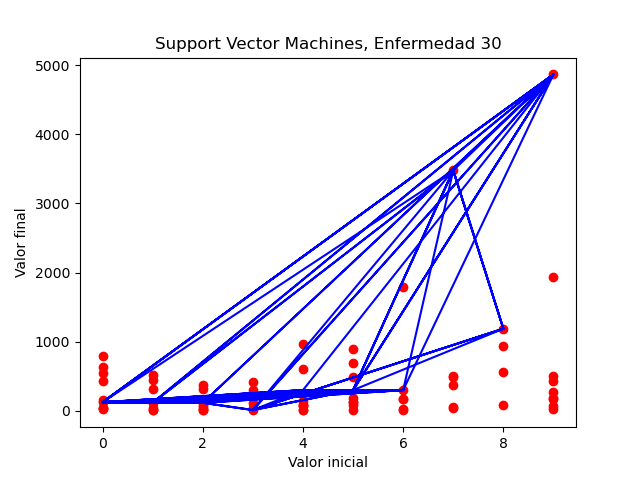 Support Vector Machines, Enfermedad 30
5000
4000
3000
2000
1000
0
Valor final
0 2 4 6 8
Valor inicial